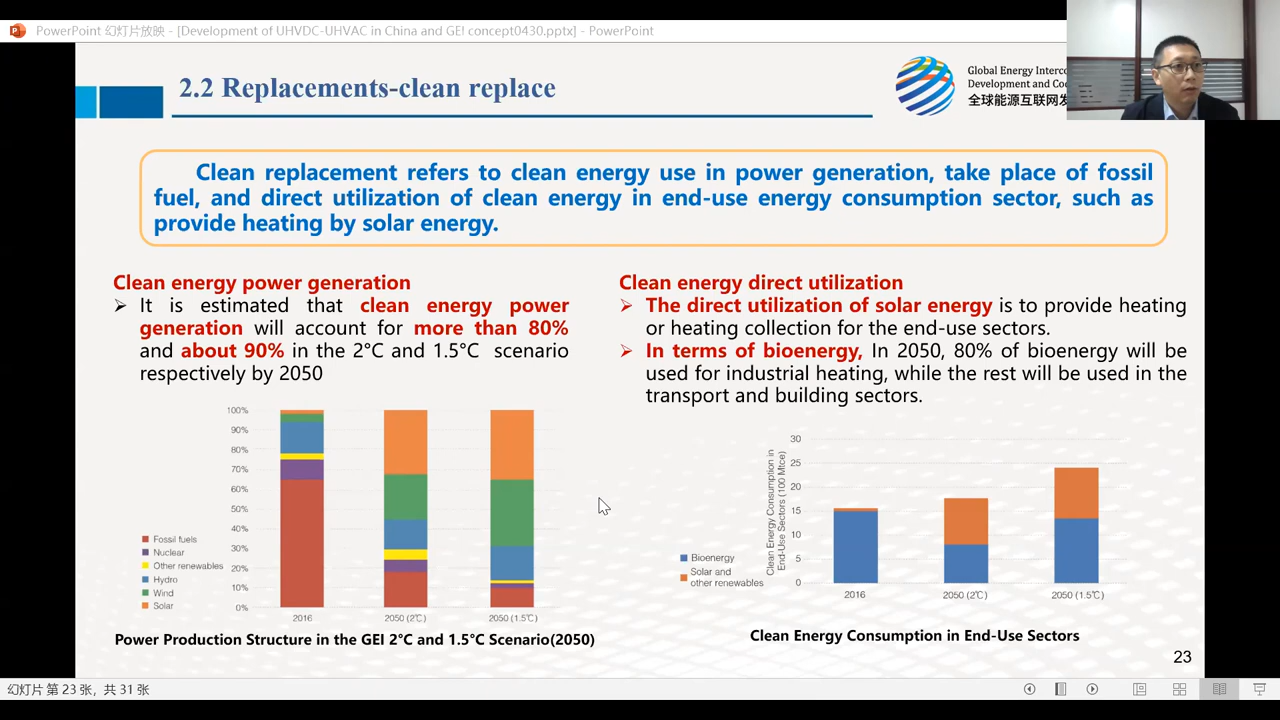 PowerPoint 幻灯片放映 - [Development of UHVDC-UHVAC in China and GEI concept0430.pptx] - PowerPoint
2.2 Replacements-clean replace
Global Energy Interc
Development and Coo
全球能源互联网发
Clean replacement refers to clean energy use in power generation, take place of fossil
fuel, and direct utilization of clean energy in end-use energy consumption sector, such as
provide heating by solar energy.
Clean energy power generation
➢ It is estimated that clean energy power
generation will account for more than 80%
and about 90% in the 2°C and 1.5°C scenario
respectively by 2050
100%
90%
80%
70%
60%
50%
40%
30%
20%
10%
0%
Fossil fuels
Nuclear
Other renewables
Hydro
Wind
Solar
2016
2050 (2℃)
2050 (1.5℃)
Power Production Structure in the GEI 2°C and 1.5°C Scenario(2050)
Clean energy direct utilization
➢ The direct utilization of solar energy is to provide heating
or heating collection for the end-use sectors.
➢ In terms of bioenergy, In 2050, 80% of bioenergy will be
used for industrial heating, while the rest will be used in the
transport and building sectors.
Clean Energy Consumption in
End-Use Sectors (100 Mtce)
30
25
20
15
10
5
0
Bioenergy
Solar and
other renewables
2016
2050 (2℃)
2050 (1.5℃)
Clean Energy Consumption in End-Use Sectors
23
幻灯片 第 23 张，共 31 张